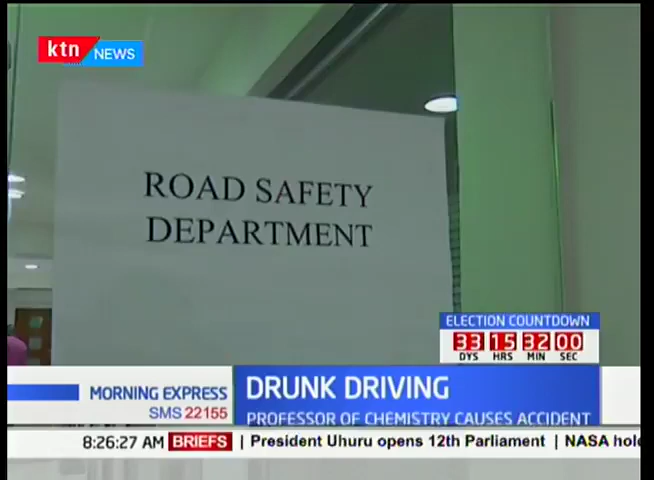 ktn NEWS
ROAD SAFETY
DEPARTMENT
ELECTION COUNTDOWN
33 15 32 00
DYS HRS MIN SEC
MORNING EXPRESS
SMS 22155
DRUNK DRIVING
PROFESSOR OF CHEMISTRY CAUSES ACCIDENT
8:26:27 AM BRIEFS | President Uhuru opens 12th Parliament | NASA hol